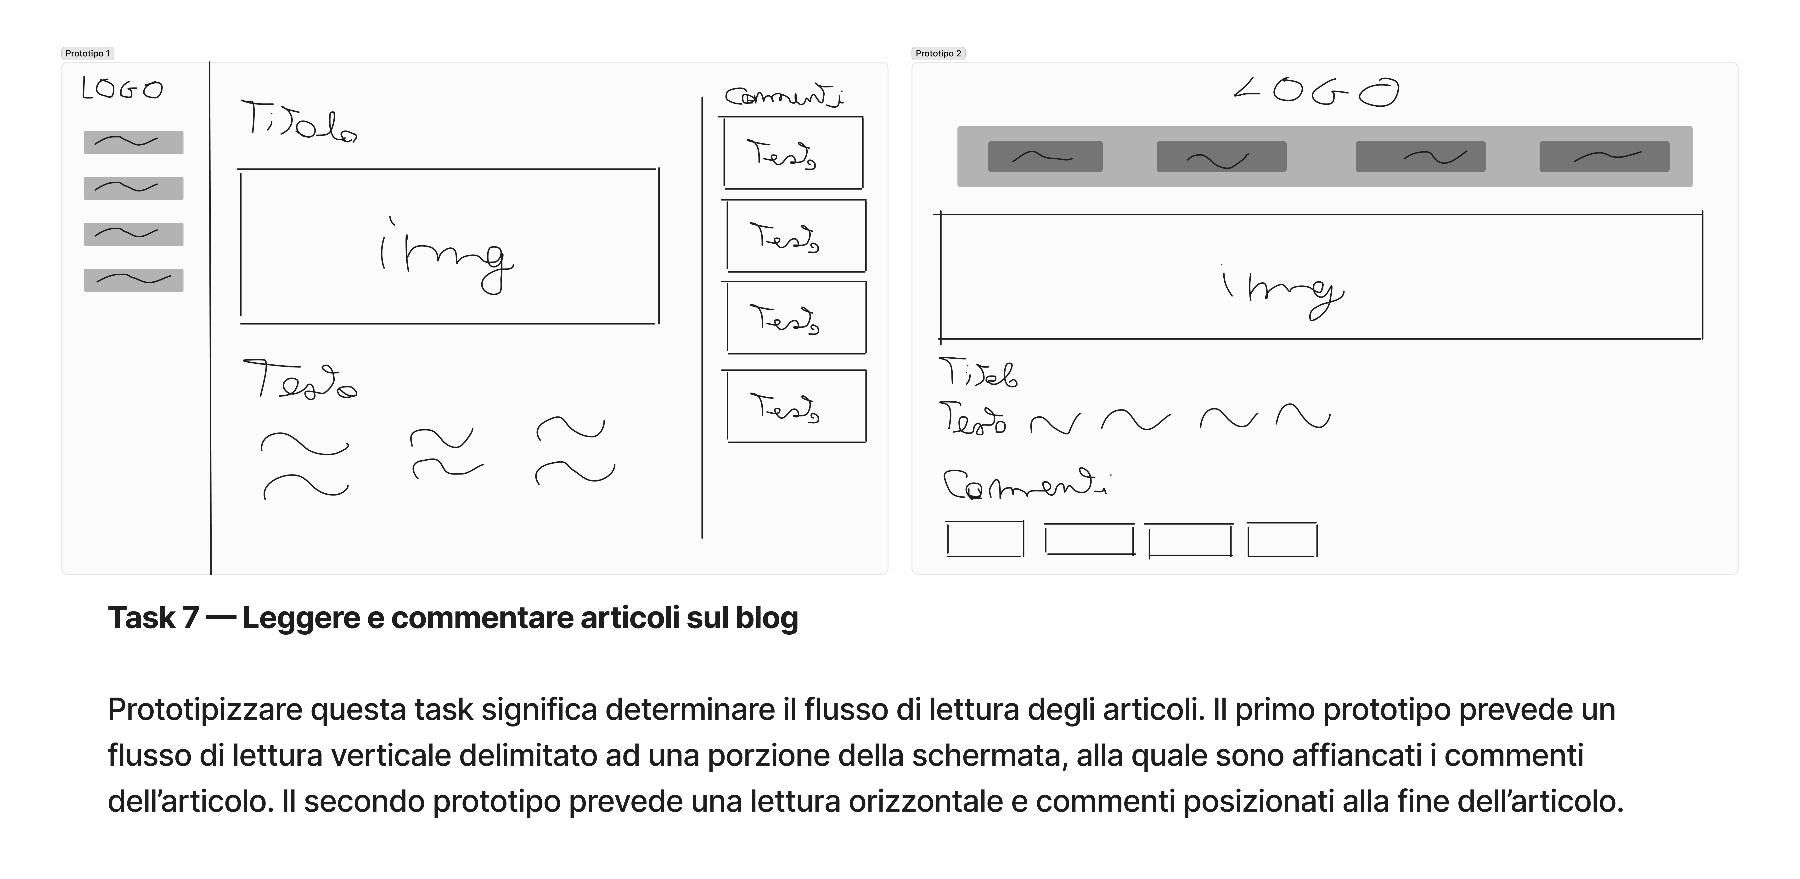 Prototipo 1
LOGO
Titolo
img
Testo
Commenti
Testo
Testo
Testo
Testo
Prototipo 2
LOGO
img
Titolo
Testo
Commenti
Task 7 — Leggere e commentare articoli sul blog
Prototipizzare questa task significa determinare il flusso di lettura degli articoli. Il primo prototipo prevede un
flusso di lettura verticale delimitato ad una porzione della schermata, alla quale sono affiancati i commenti
dell’articolo. Il secondo prototipo prevede una lettura orizzontale e commenti posizionati alla fine dell’articolo.